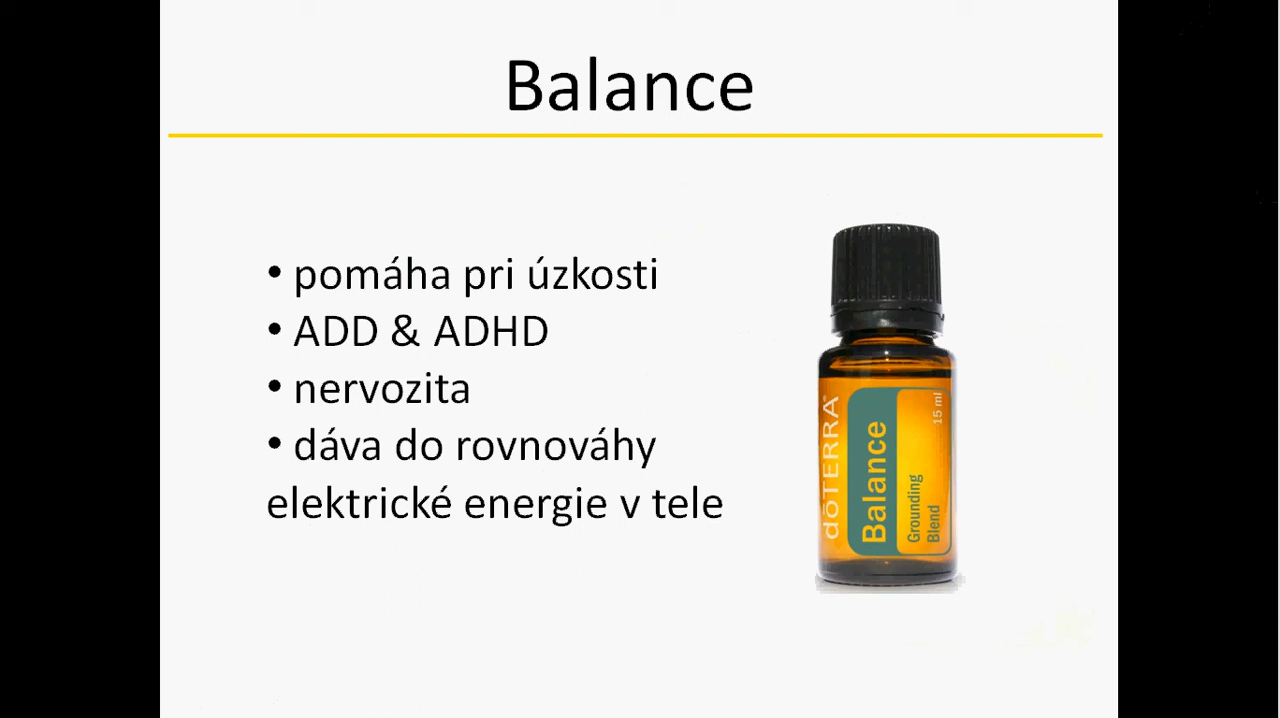 Balance
• pomáha pri úzkosti
• ADD & ADHD
• nervozita
• dáva do rovnováhy
elektrické energie v tele
dōTERRA®
Balance
Grounding
Blend
15 ml